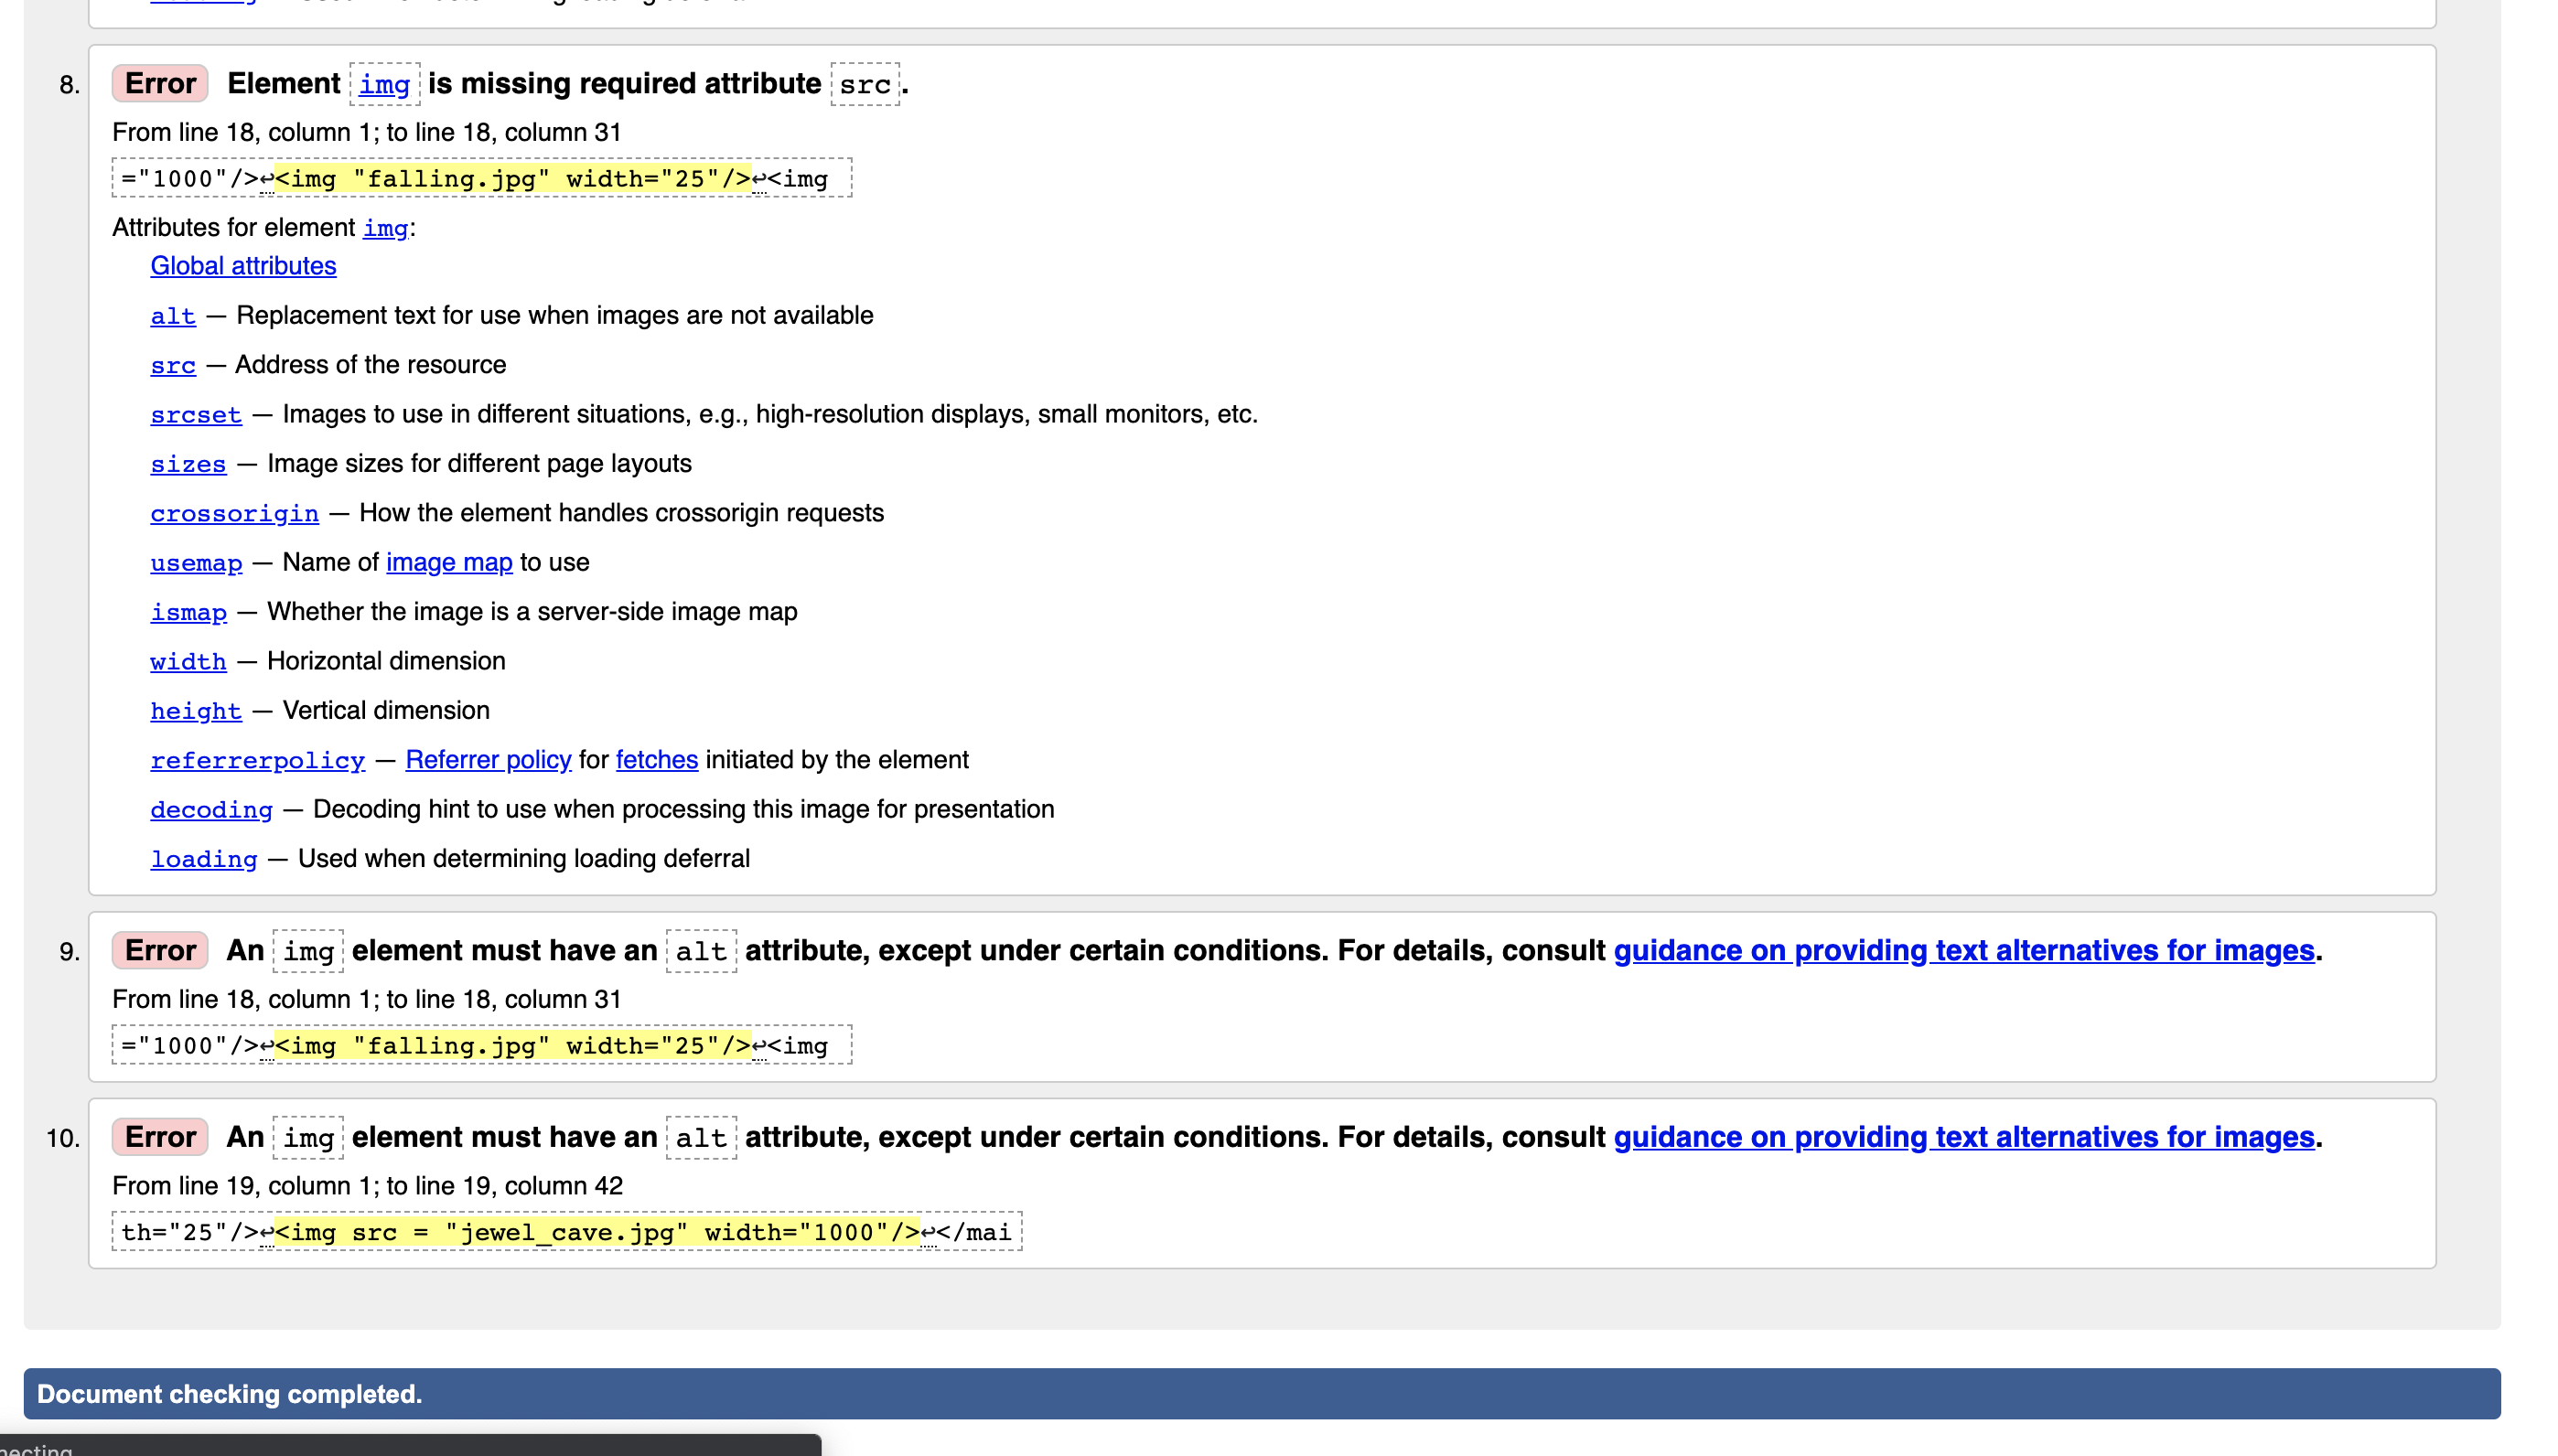 8. Error Element img is missing required attribute src.
From line 18, column 1; to line 18, column 31
="1000"/>↩<img "falling.jpg" width="25"/>↩<img
Attributes for element img:
Global attributes
alt — Replacement text for use when images are not available
src — Address of the resource
srcset — Images to use in different situations, e.g., high-resolution displays, small monitors, etc.
sizes — Image sizes for different page layouts
crossorigin — How the element handles crossorigin requests
usemap — Name of image map to use
ismap — Whether the image is a server-side image map
width — Horizontal dimension
height — Vertical dimension
referrerpolicy — Referrer policy for fetches initiated by the element
decoding — Decoding hint to use when processing this image for presentation
loading — Used when determining loading deferral
9. Error An img element must have an alt attribute, except under certain conditions. For details, consult guidance on providing text alternatives for images.
From line 18, column 1; to line 18, column 31
="1000"/>↩<img "falling.jpg" width="25"/>↩<img
10. Error An img element must have an alt attribute, except under certain conditions. For details, consult guidance on providing text alternatives for images.
From line 19, column 1; to line 19, column 42
th="25"/>↩<img src = "jewel_cave.jpg" width="1000"/>↩</mai
Document checking completed.